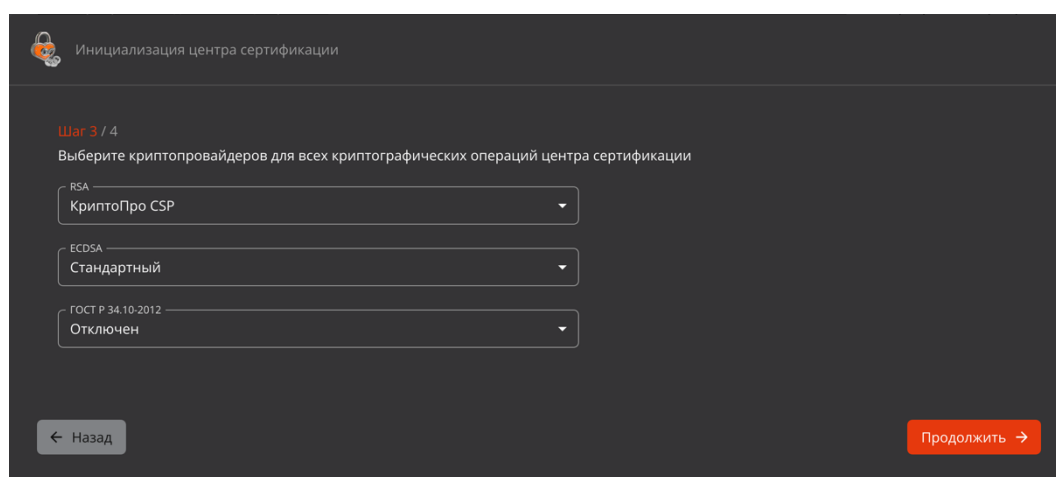 Инициализация центра сертификации
Шаг 3 / 4
Выберите криптопровайдеров для всех криптографических операций центра сертификации
RSA
КриптоПро CSP
ECDSA
Стандартный
ГОСТ Р 34.10-2012
Отключен
Назад
Продолжить